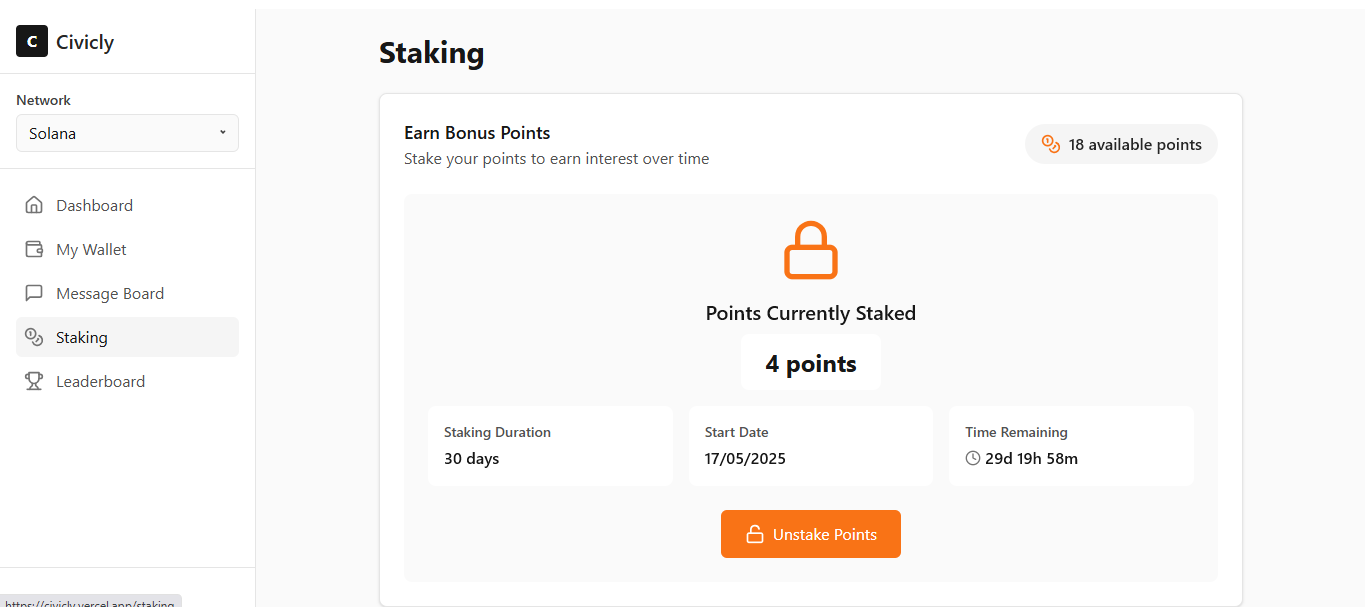 C Civicly
Network
Solana
Dashboard
My Wallet
Message Board
Staking
Leaderboard
https://civicly.vercel.app/staking
Staking
Earn Bonus Points
Stake your points to earn interest over time
18 available points
Points Currently Staked
4 points
Staking Duration
30 days
Start Date
17/05/2025
Time Remaining
29d 19h 58m
Unstake Points